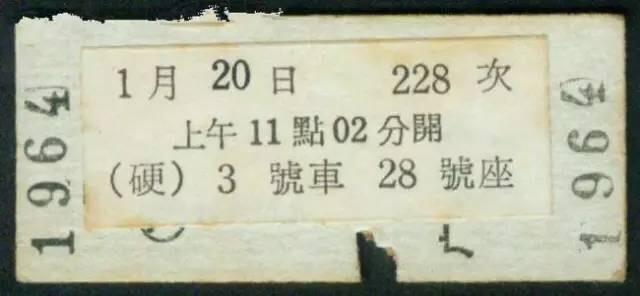 1月 20日 228 次
上午 11 點 02 分開
(硬) 3 號車 28 號座
1964
1964